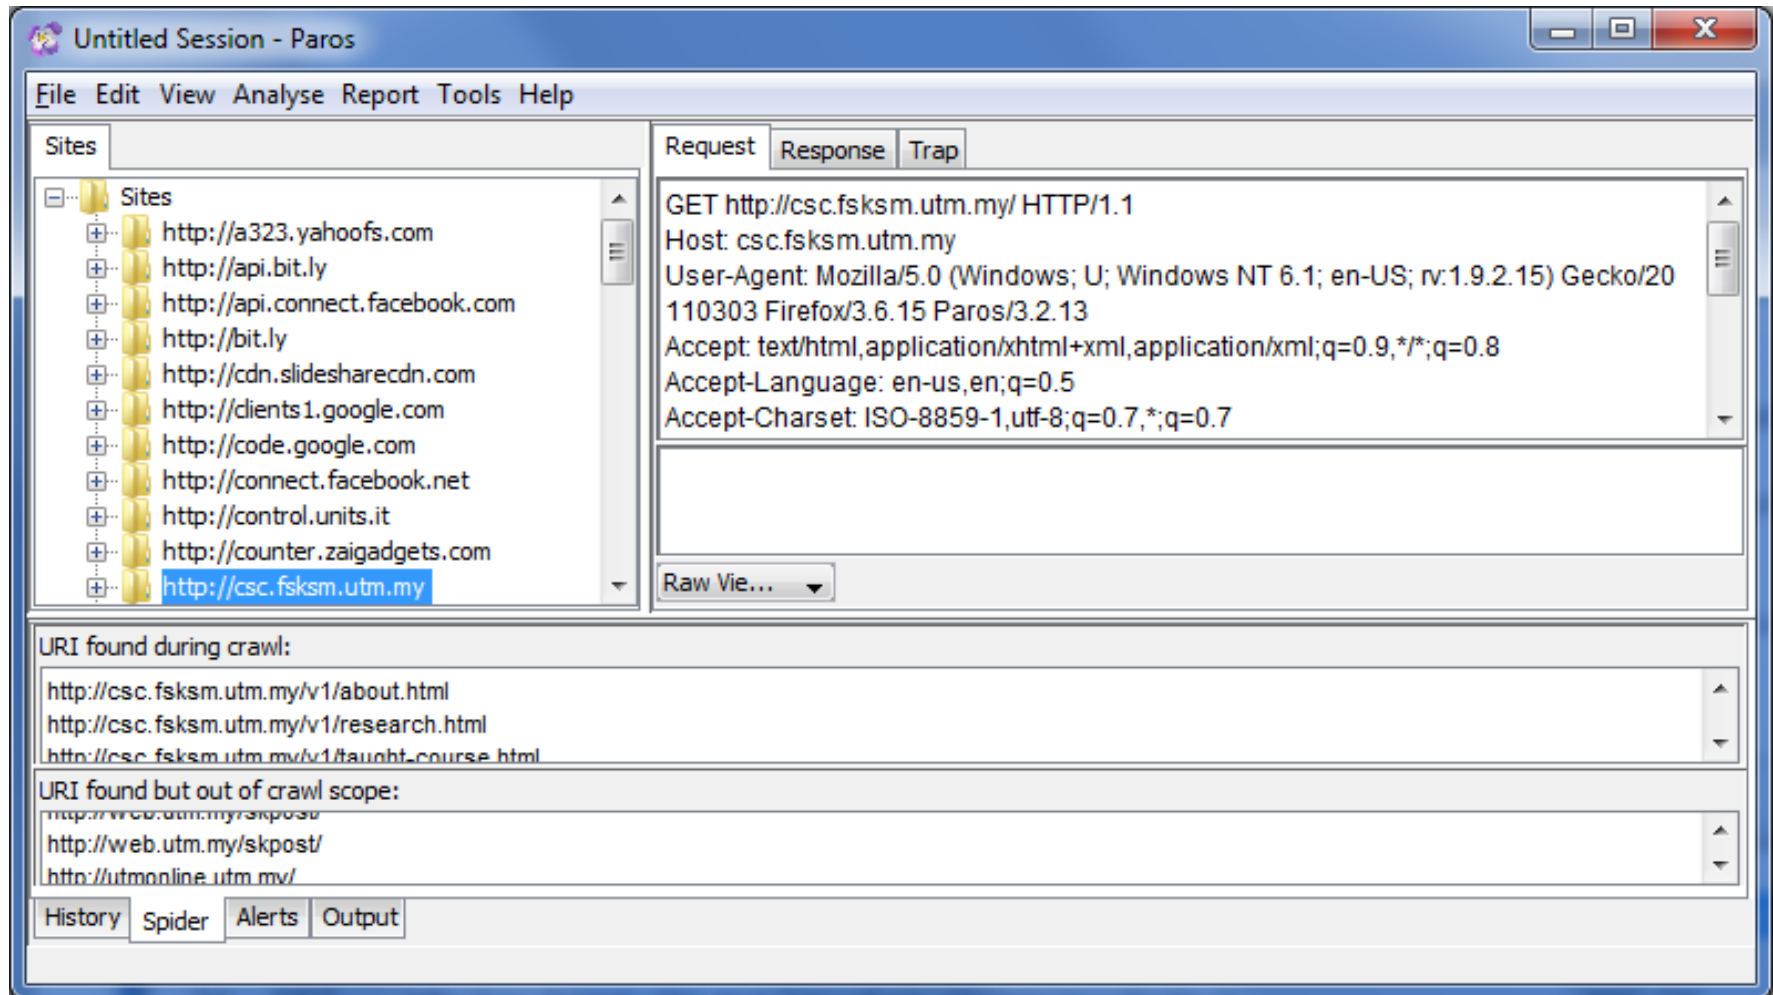 Untitled Session - Paros
File Edit View Analyse Report Tools Help
Sites
Sites
http://a323.yahoofs.com
http://api.bit.ly
http://api.connect.facebook.com
http://bit.ly
http://cdn.slidesharecdn.com
http://clients1.google.com
http://code.google.com
http://connect.facebook.net
http://control.units.it
http://counter.zaigadgets.com
http://csc.fsksm.utm.my
Request Response Trap
GET http://csc.fsksm.utm.my/ HTTP/1.1
Host: csc.fsksm.utm.my
User-Agent: Mozilla/5.0 (Windows; U; Windows NT 6.1; en-US; rv:1.9.2.15) Gecko/20
110303 Firefox/3.6.15 Paros/3.2.13
Accept: text/html,application/xhtml+xml,application/xml;q=0.9,*/*;q=0.8
Accept-Language: en-us,en;q=0.5
Accept-Charset: ISO-8859-1,utf-8;q=0.7,*;q=0.7
Raw Vie...
URI found during crawl:
http://csc.fsksm.utm.my/v1/about.html
http://csc.fsksm.utm.my/v1/research.html
http://csc.fsksm.utm.my/v1/taught-course.html
URI found but out of crawl scope:
http://web.utm.my/skpost/
http://web.utm.my/skpost/
http://utmonline.utm.my/
History Spider Alerts Output